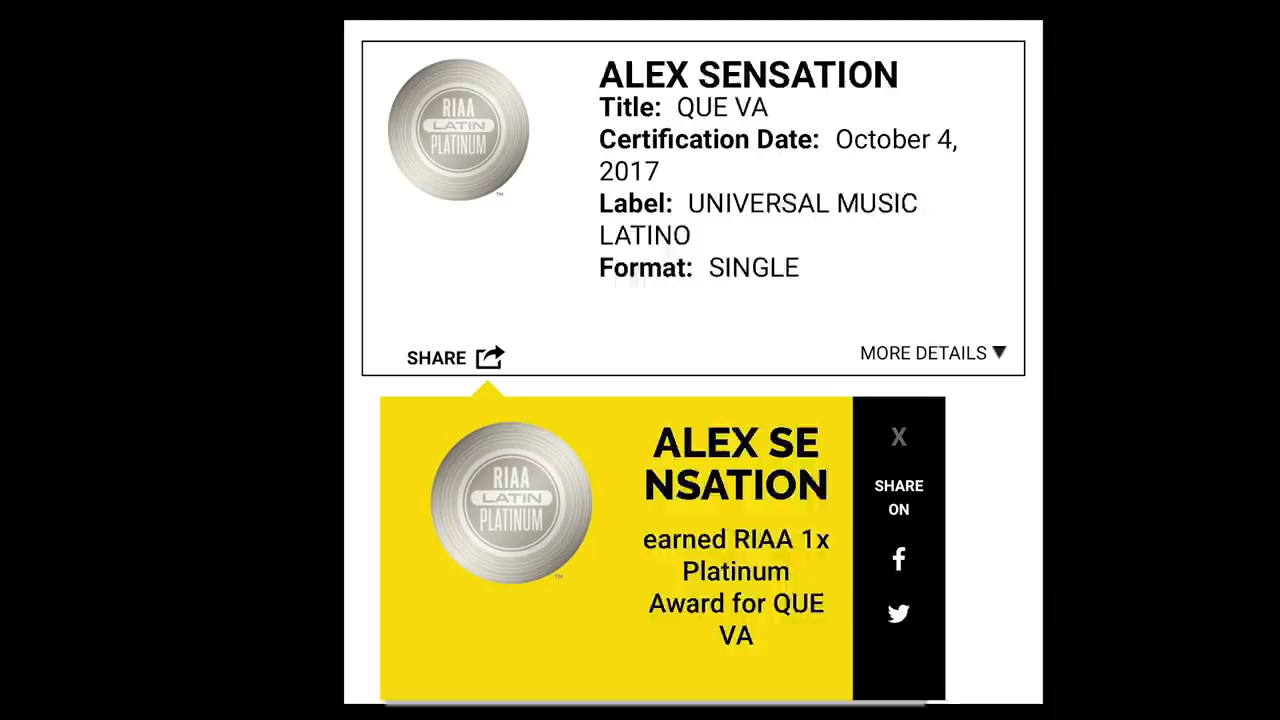 RIAA
LATIN
PLATINUM
™
ALEX SENSATION
Title: QUE VA
Certification Date: October 4,
2017
Label: UNIVERSAL MUSIC
LATINO
Format: SINGLE
SHARE
MORE DETAILS ▼
RIAA
LATIN
PLATINUM
™
ALEX SE
NSATION
earned RIAA 1x
Platinum
Award for QUE
VA
X
SHARE
ON